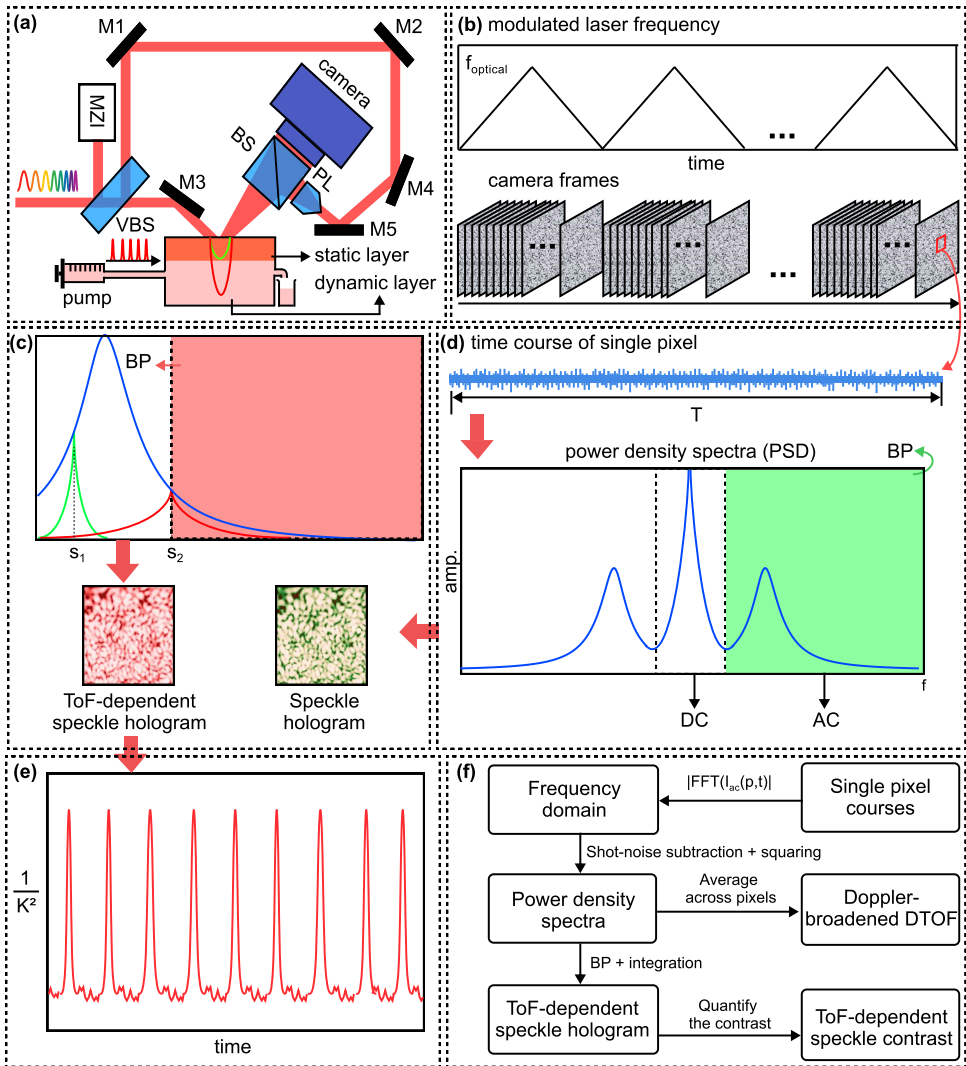 (a)
M1
M2
MZI
camera
BS
PL
M3
M4
M5
VBS
static layer
dynamic layer
pump
(b) modulated laser frequency
foptical
...
time
camera frames
...
...
...
...
(c)
BP
s1
s2
ToF-dependent
speckle hologram
Speckle
hologram
(d) time course of single pixel
T
power density spectra (PSD)
BP
amp.
f
DC
AC
(e)
1
K²
time
(f)
Frequency
domain
|FFT(Iac(p,t)|
Single pixel
courses
Shot-noise subtraction + squaring
Power density
spectra
Average
across pixels
Doppler-
broadened DTOF
BP + integration
ToF-dependent
speckle hologram
Quantify
the contrast
ToF-dependent
speckle contrast